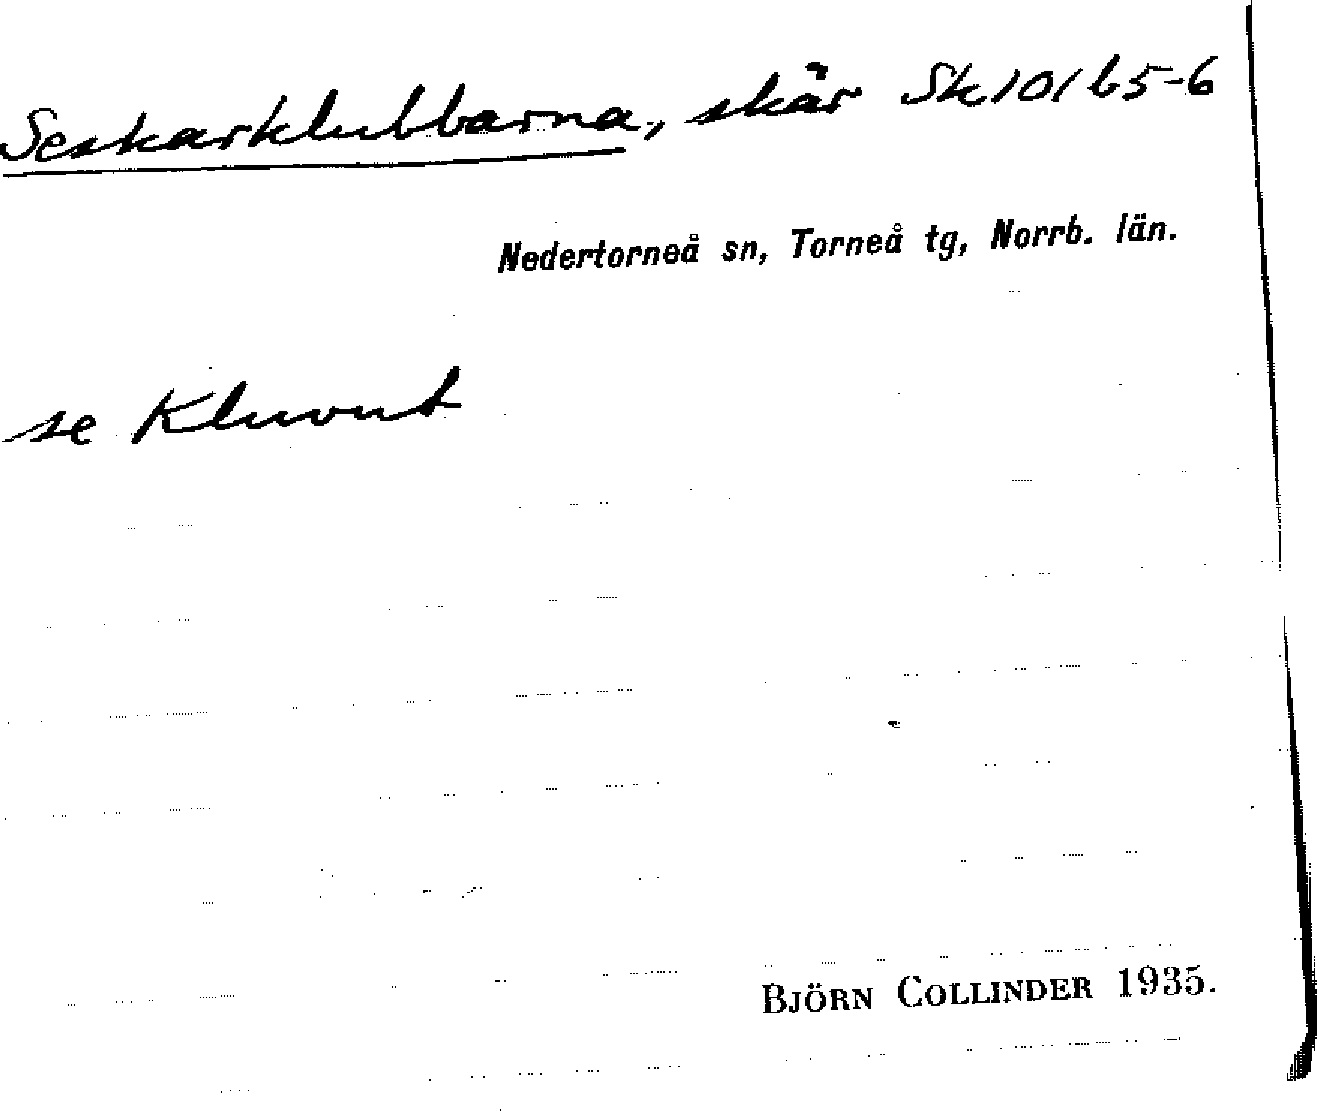 Seskarklubbarna, skär Sk10165-6
Nedertorneå sn, Torneå tg, Norrb. län.
se Kluvut
BJÖRN COLLINDER 1935.